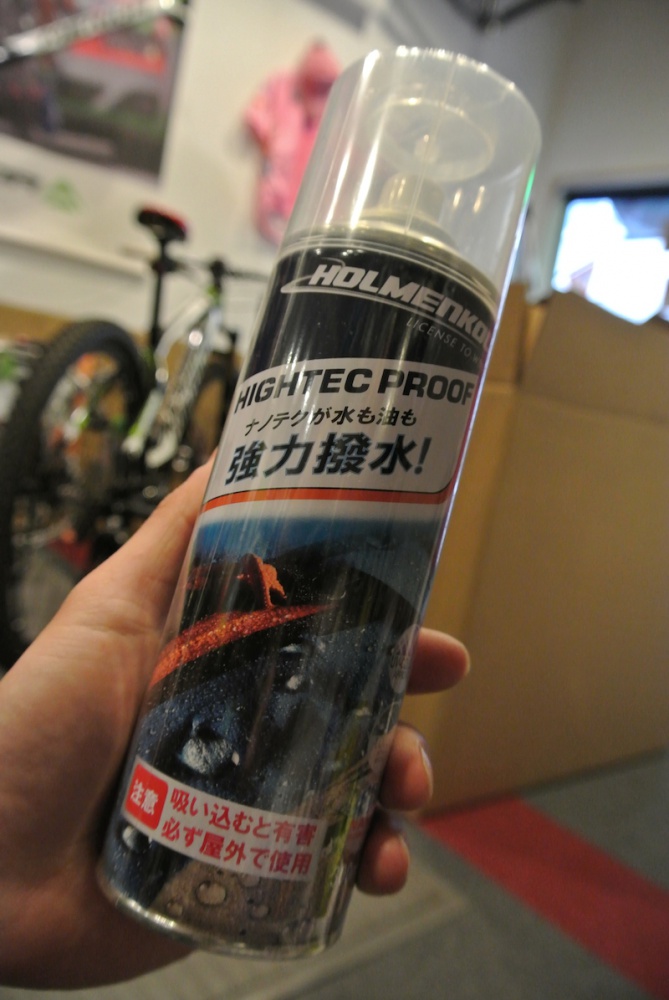 HOLMENKOL
LICENSE TO
HIGHTEC PROOF
ナノテクが水も油も
強力撥水!
注意
吸い込むと有害
必ず屋外で使用